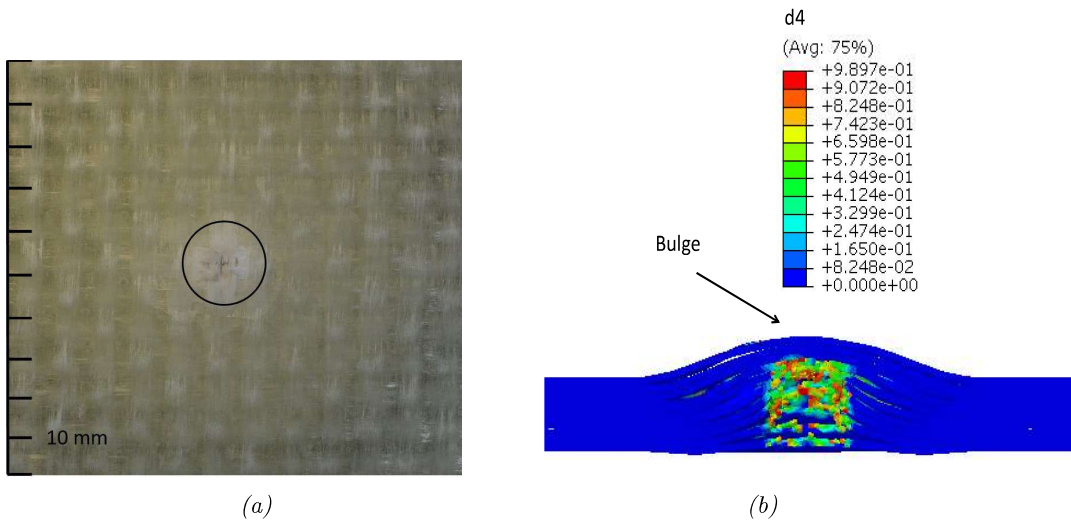 10 mm
(a)
d4
(Avg: 75%)
+9.897e-01
+9.072e-01
+8.248e-01
+7.423e-01
+6.598e-01
+5.773e-01
+4.949e-01
+4.124e-01
+3.299e-01
+2.474e-01
+1.650e-01
+8.248e-02
+0.000e+00
Bulge
(b)